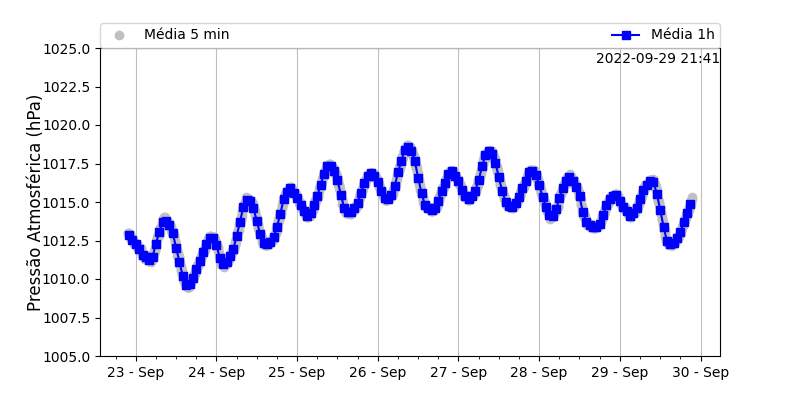 Média 5 min
Média 1h
2022-09-29 21:41
Pressão Atmosférica (hPa)
1025.0
1022.5
1020.0
1017.5
1015.0
1012.5
1010.0
1007.5
1005.0
23 - Sep
24 - Sep
25 - Sep
26 - Sep
27 - Sep
28 - Sep
29 - Sep
30 - Sep